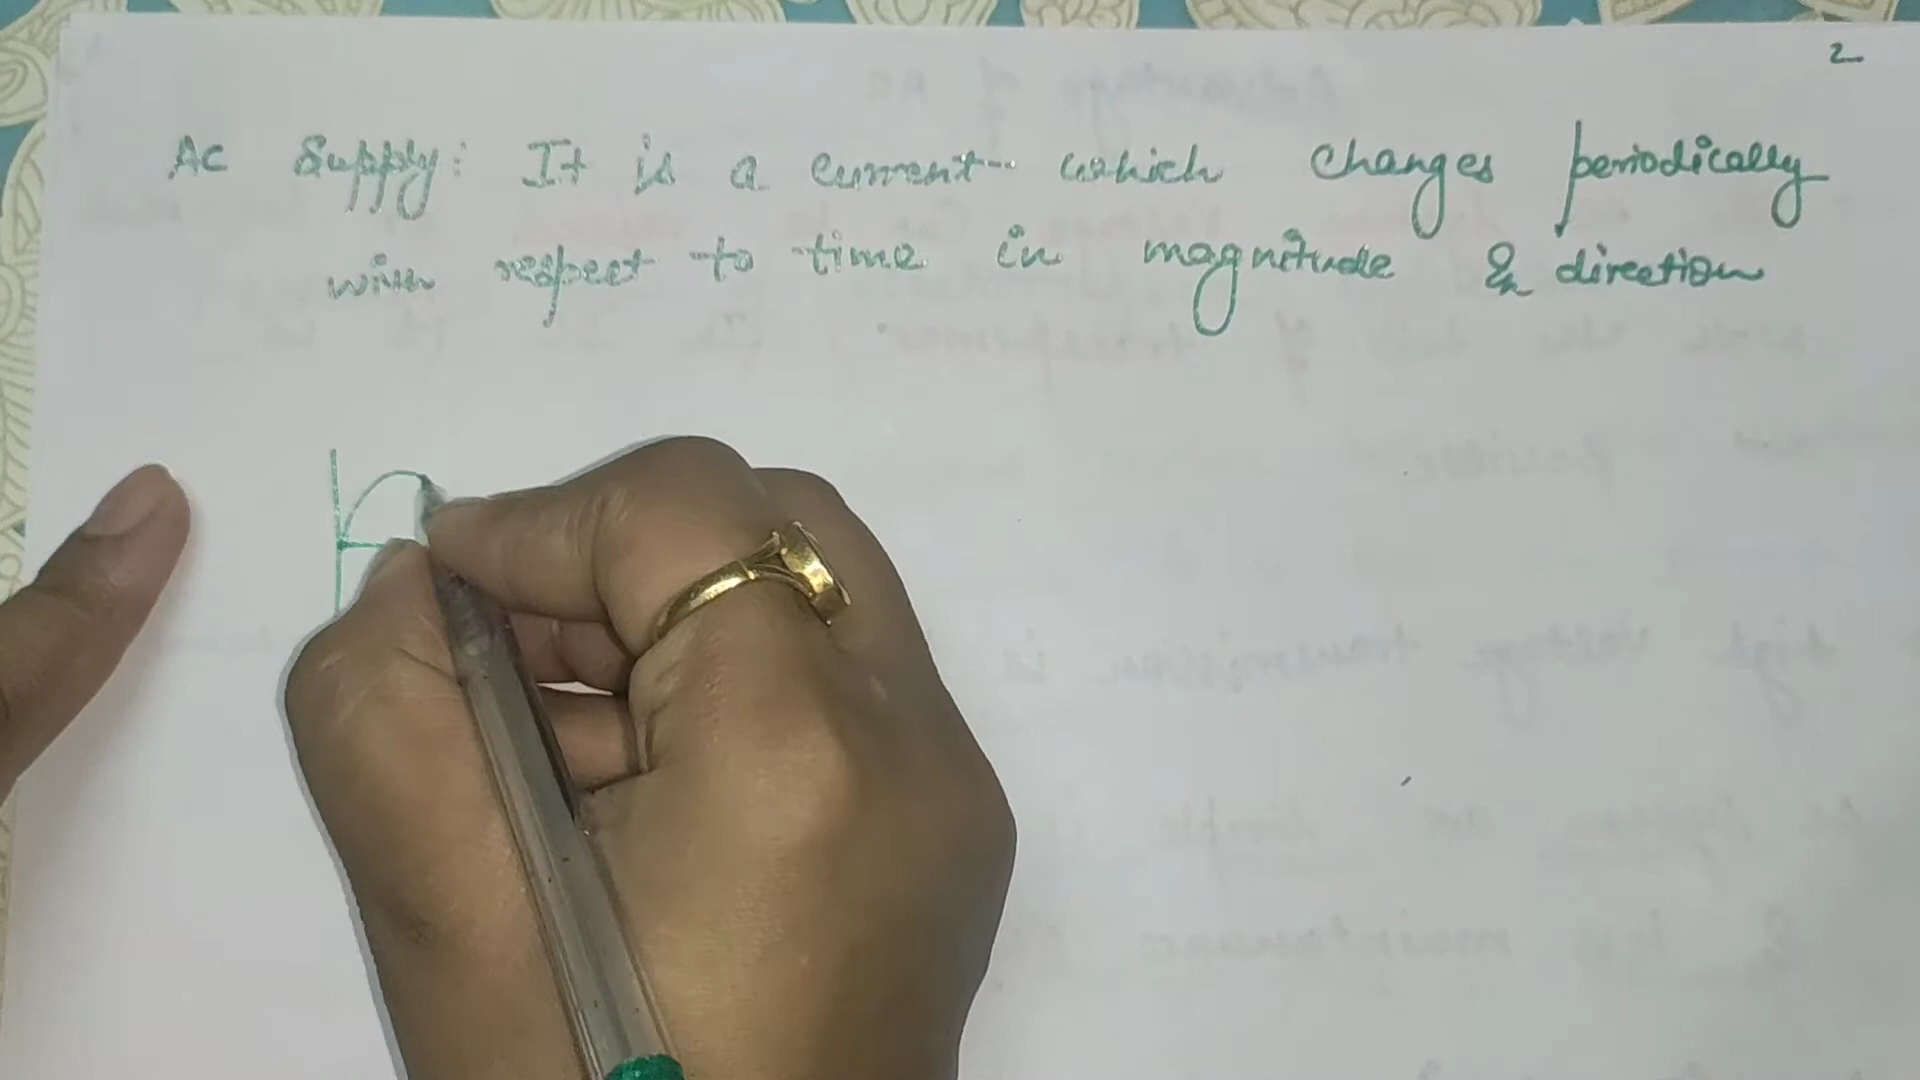 2
AC Supply: It is a current which changes periodically
with respect to time in magnitude & direction